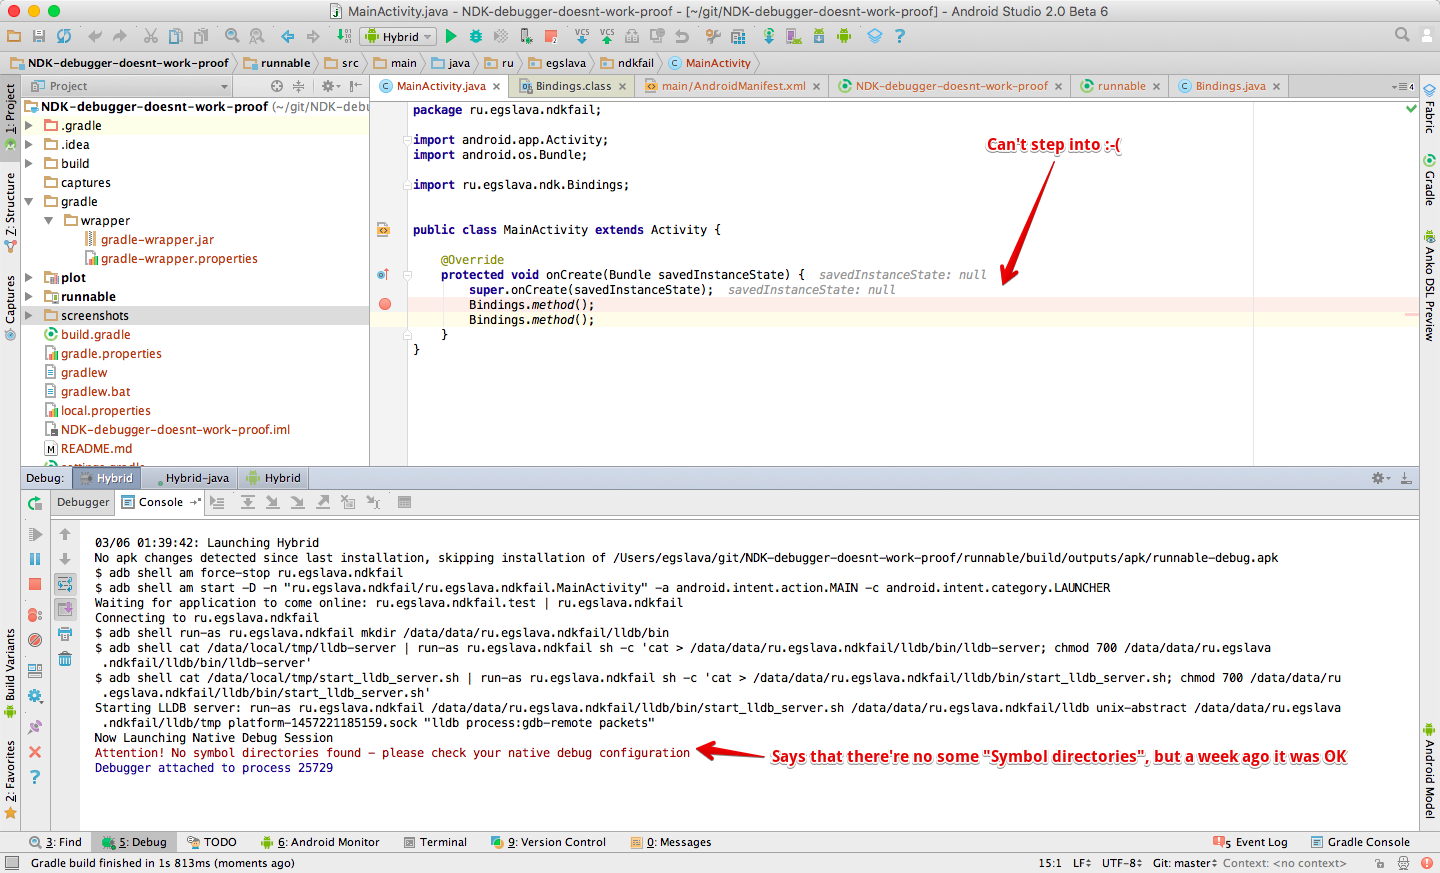 MainActivity.java - NDK-debugger-doesnt-work-proof - [~/git/NDK-debugger-doesnt-work-proof] - Android Studio 2.0 Beta 6
Hybrid
VCS VCS
NDK-debugger-doesnt-work-proof runnable src main java ru egslava ndkfail MainActivity
Project
MainActivity.java Bindings.class main/AndroidManifest.xml NDK-debugger-doesnt-work-proof runnable Bindings.java 4
1: Project
Z: Structure
Captures
Build Variants
2: Favorites
NDK-debugger-doesnt-work-proof (~/git/NDK-debu
.gradle
.idea
build
captures
gradle
wrapper
gradle-wrapper.jar
gradle-wrapper.properties
plot
runnable
screenshots
build.gradle
gradle.properties
gradlew
gradlew.bat
local.properties
NDK-debugger-doesnt-work-proof.iml
README.md
settings.gradle
package ru.egslava.ndkfail;
import android.app.Activity;
import android.os.Bundle;
import ru.egslava.ndk.Bindings;
public class MainActivity extends Activity {
@Override
protected void onCreate(Bundle savedInstanceState) { savedInstanceState: null
super.onCreate(savedInstanceState); savedInstanceState: null
Bindings.method();
Bindings.method();
}
}
Can't step into :-(
Fabric
Gradle
Anko DSL Preview
Android Model
Debug: Hybrid Hybrid-java Hybrid
Debugger Console
03/06 01:39:42: Launching Hybrid
No apk changes detected since last installation, skipping installation of /Users/egslava/git/NDK-debugger-doesnt-work-proof/runnable/build/outputs/apk/runnable-debug.apk
$ adb shell am force-stop ru.egslava.ndkfail
$ adb shell am start -D -n "ru.egslava.ndkfail/ru.egslava.ndkfail.MainActivity" -a android.intent.action.MAIN -c android.intent.category.LAUNCHER
Waiting for application to come online: ru.egslava.ndkfail.test | ru.egslava.ndkfail
Connecting to ru.egslava.ndkfail
$ adb shell run-as ru.egslava.ndkfail mkdir /data/data/ru.egslava.ndkfail/lldb/bin
$ adb shell cat /data/local/tmp/lldb-server | run-as ru.egslava.ndkfail sh -c 'cat > /data/data/ru.egslava.ndkfail/lldb/bin/lldb-server; chmod 700 /data/data/ru.egslava
.ndkfail/lldb/bin/lldb-server'
$ adb shell cat /data/local/tmp/start_lldb_server.sh | run-as ru.egslava.ndkfail sh -c 'cat > /data/data/ru.egslava.ndkfail/lldb/bin/start_lldb_server.sh; chmod 700 /data/data/ru
.egslava.ndkfail/lldb/bin/start_lldb_server.sh'
Starting LLDB server: run-as ru.egslava.ndkfail /data/data/ru.egslava.ndkfail/lldb/bin/start_lldb_server.sh /data/data/ru.egslava.ndkfail/lldb unix-abstract /data/data/ru.egslava
.ndkfail/lldb/tmp platform-1457221185159.sock "lldb process:gdb-remote packets"
Now Launching Native Debug Session
Attention! No symbol directories found - please check your native debug configuration
Debugger attached to process 25729
Says that there're no some "Symbol directories", but a week ago it was OK
3: Find 5: Debug TODO 6: Android Monitor Terminal 9: Version Control 0: Messages 5 Event Log Gradle Console
Gradle build finished in 1s 813ms (moments ago) 15:1 LF UTF-8 Git: master Context: <no context>